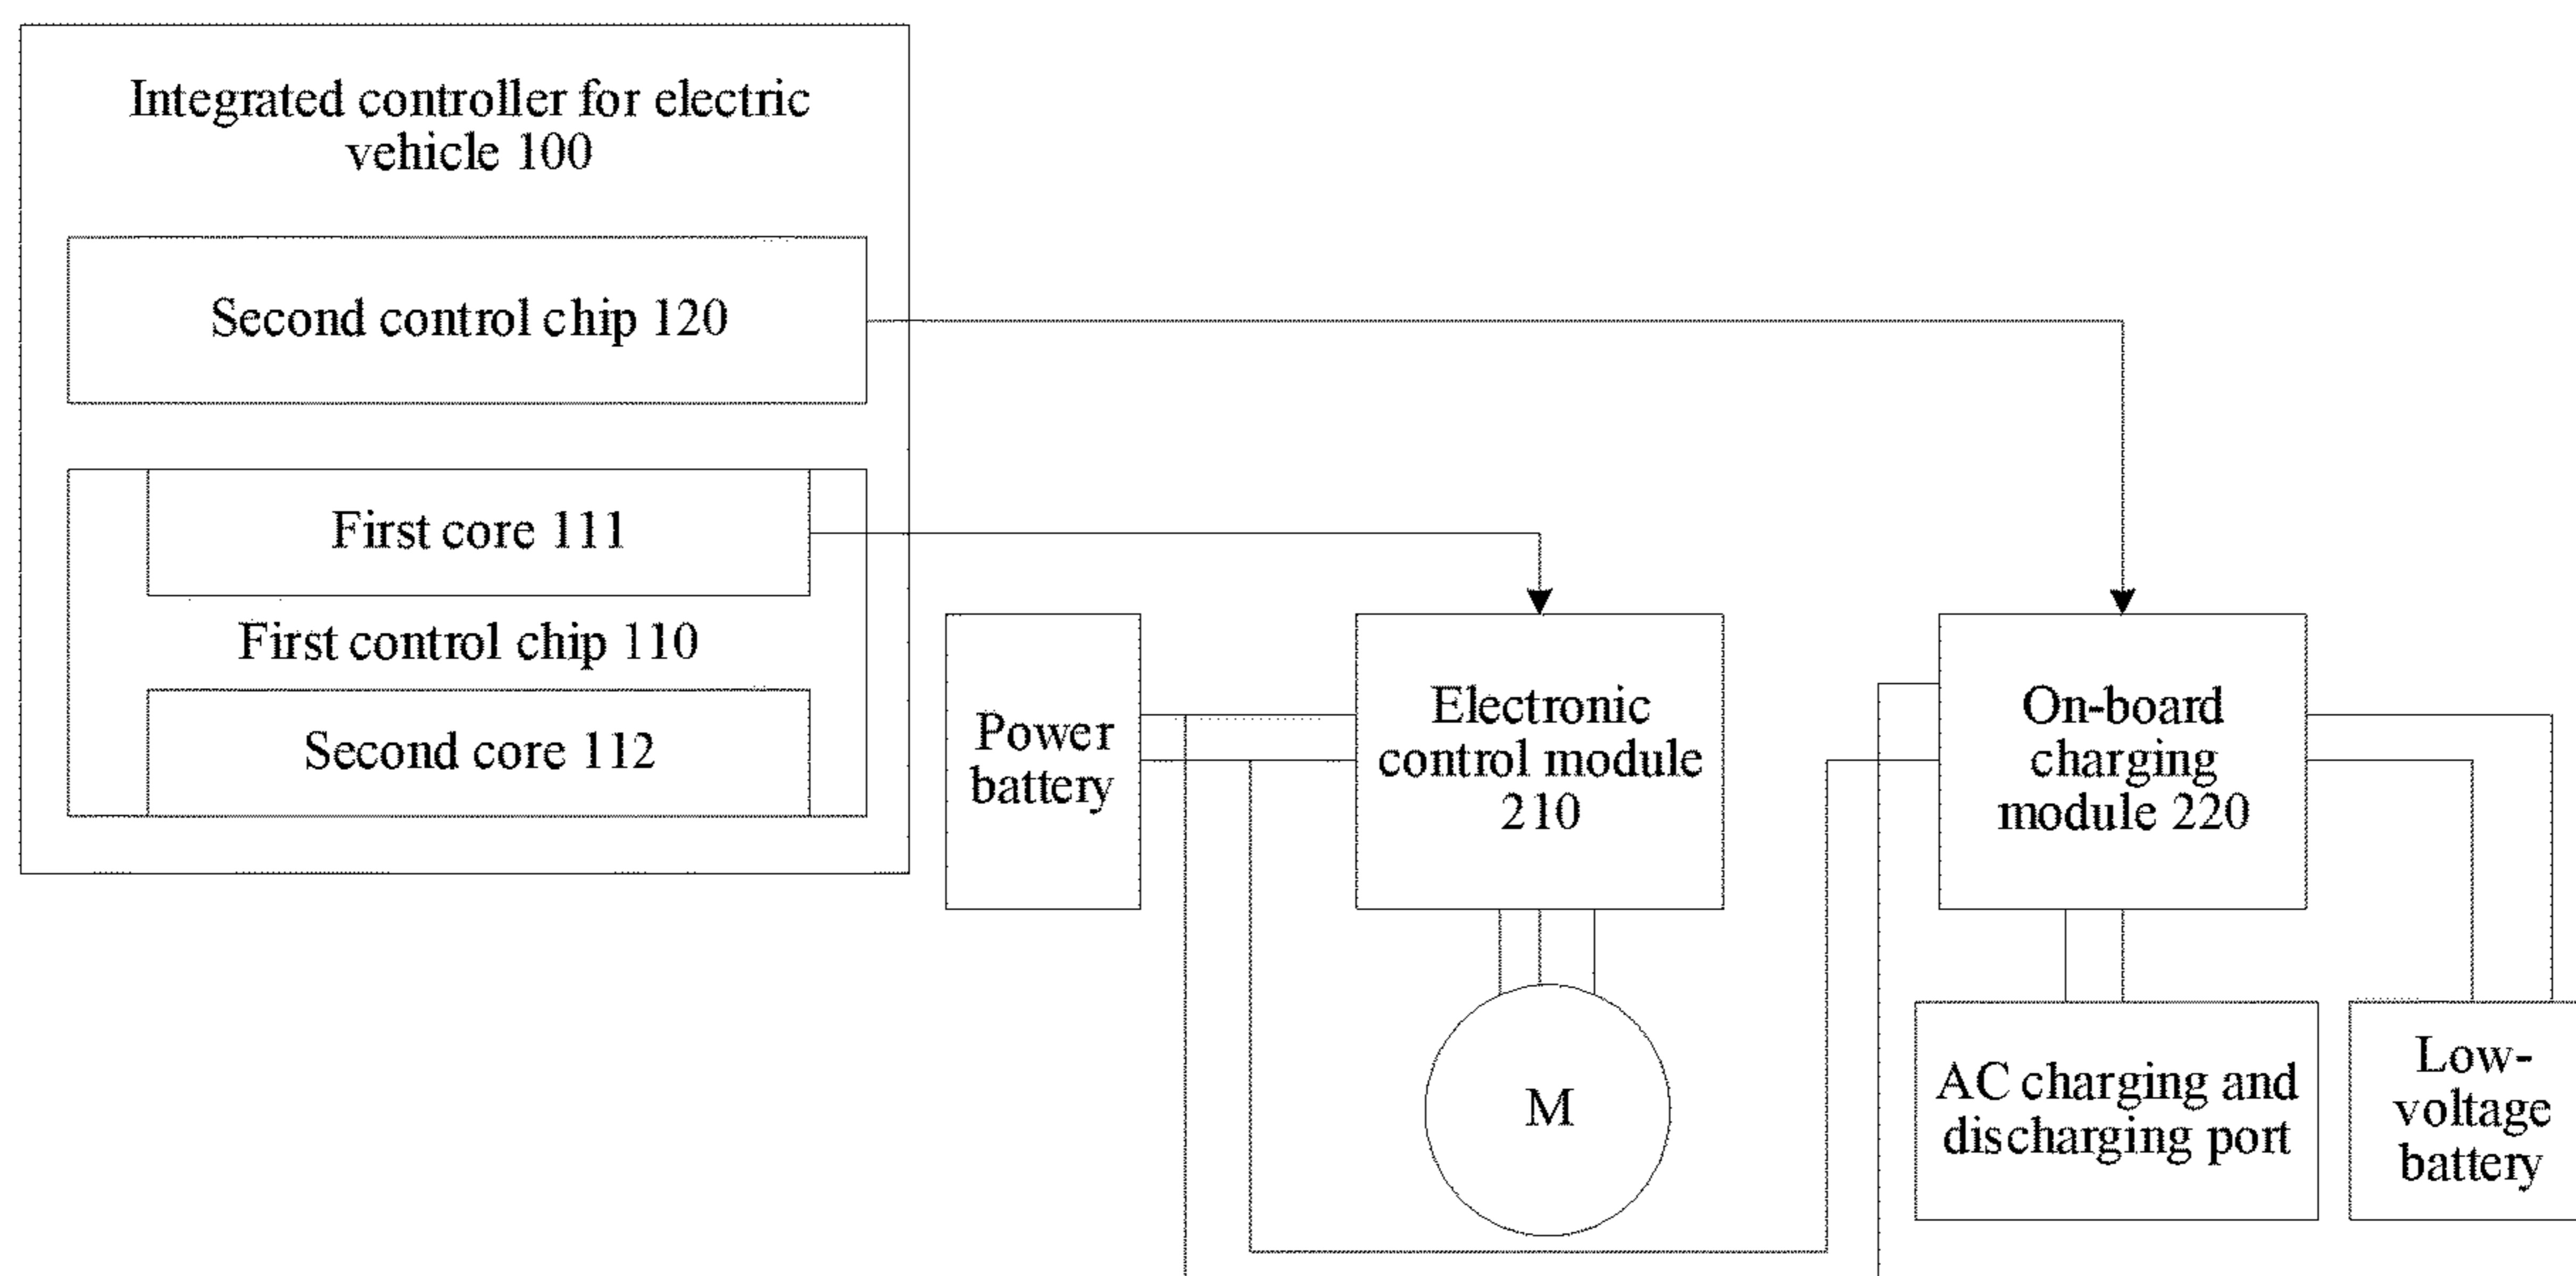 Integrated controller for electric
vehicle 100
Second control chip 120
First core 111
First control chip 110
Second core 112
Power
battery
Electronic
control module
210
On-board
charging
module 220
M
AC charging and
discharging port
Low-
voltage
battery